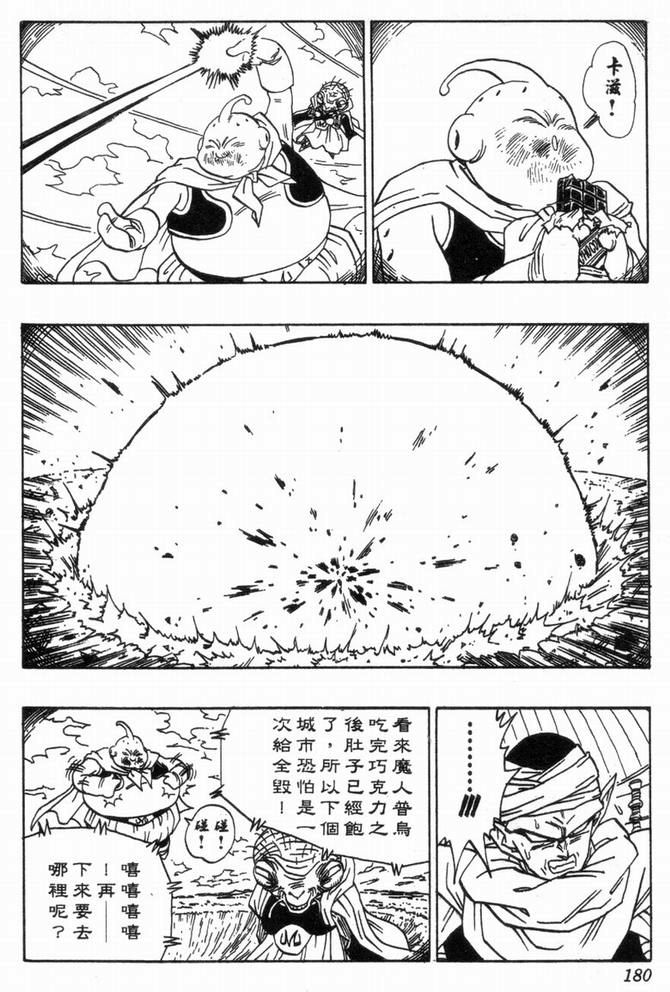 卡滋！
………!!!
看來魔人普烏
吃完巧克力之
後肚子已經飽
了，所以下個
城市恐怕是一
次給全毀！
碰！
碰！
嘻嘻嘻嘻
！再——
下來要去
哪裡呢？
M
180